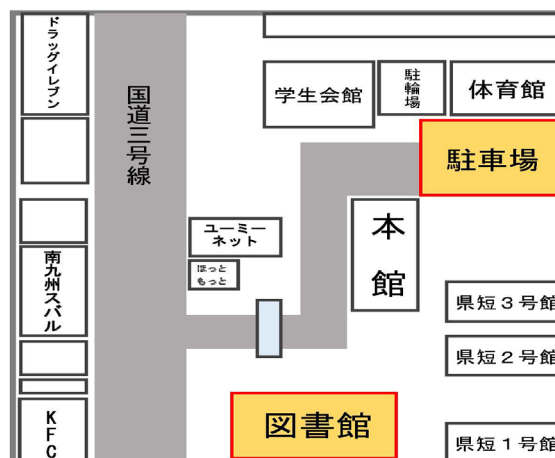 ドラッグイレブン
国道三号線
学生会館
駐輪場
体育館
駐車場
ユーミー
ネット
ほっと
もっと
本館
南九州スバル
県短3号館
県短2号館
KFC
図書館
県短1号館